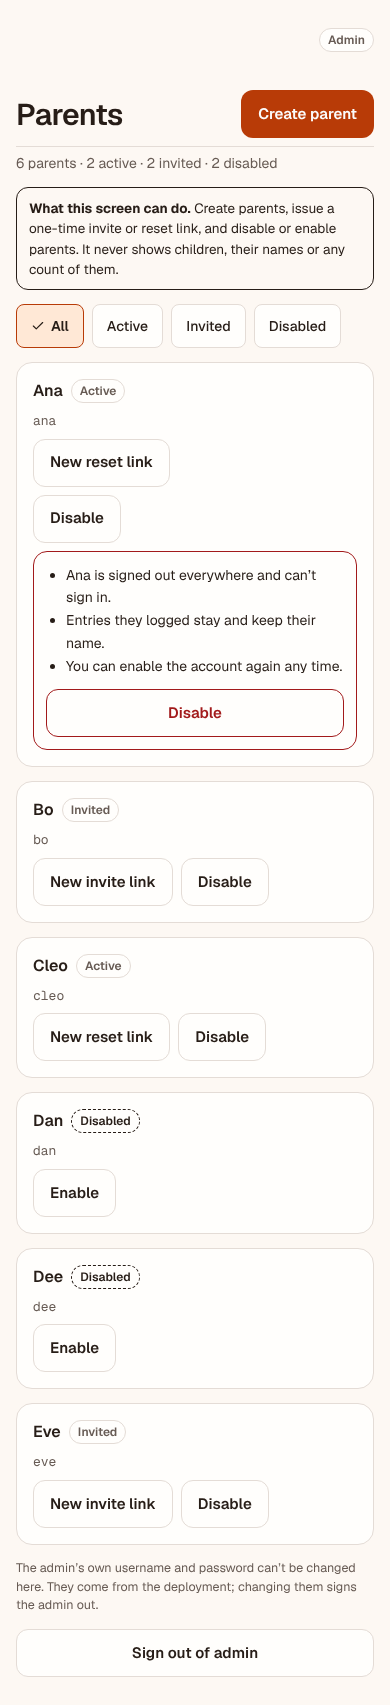 Admin
Parents
Create parent
6 parents · 2 active · 2 invited · 2 disabled
What this screen can do. Create parents, issue a
one-time invite or reset link, and disable or enable
parents. It never shows children, their names or any
count of them.
All
Active
Invited
Disabled
Ana Active
ana
New reset link
Disable
• Ana is signed out everywhere and can’t
sign in.
• Entries they logged stay and keep their
name.
• You can enable the account again any time.
Disable
Bo Invited
bo
New invite link Disable
Cleo Active
cleo
New reset link Disable
Dan Disabled
dan
Enable
Dee Disabled
dee
Enable
Eve Invited
eve
New invite link Disable
The admin’s own username and password can’t be changed
here. They come from the deployment; changing them signs
the admin out.
Sign out of admin